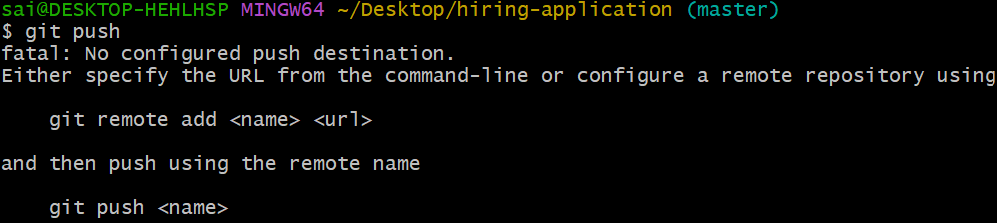 sai@DESKTOP-HEHLHSP MINGW64 ~/Desktop/hiring-application (master)
$ git push
fatal: No configured push destination.
Either specify the URL from the command-line or configure a remote repository using
git remote add <name> <url>
and then push using the remote name
git push <name>